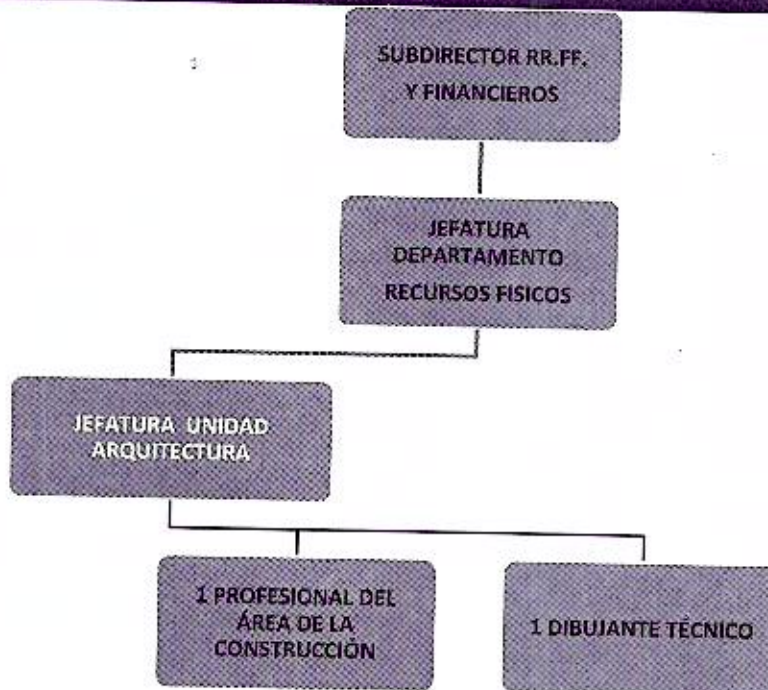 SUBDIRECTOR RR.FF.
Y FINANCIEROS
JEFATURA
DEPARTAMENTO
RECURSOS FISICOS
JEFATURA UNIDAD
ARQUITECTURA
1 PROFESIONAL DEL
ÁREA DE LA
CONSTRUCCIÓN
1 DIBUJANTE TÉCNICO